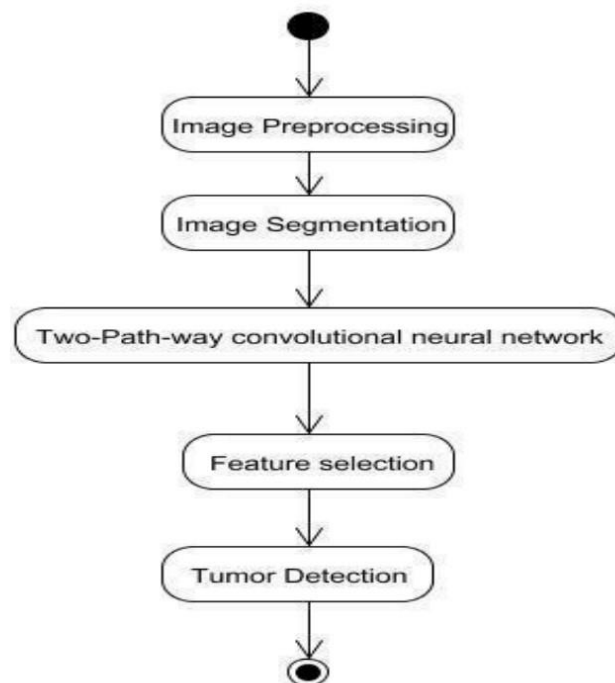 Image Preprocessing
Image Segmentation
Two-Path-way convolutional neural network
Feature selection
Tumor Detection